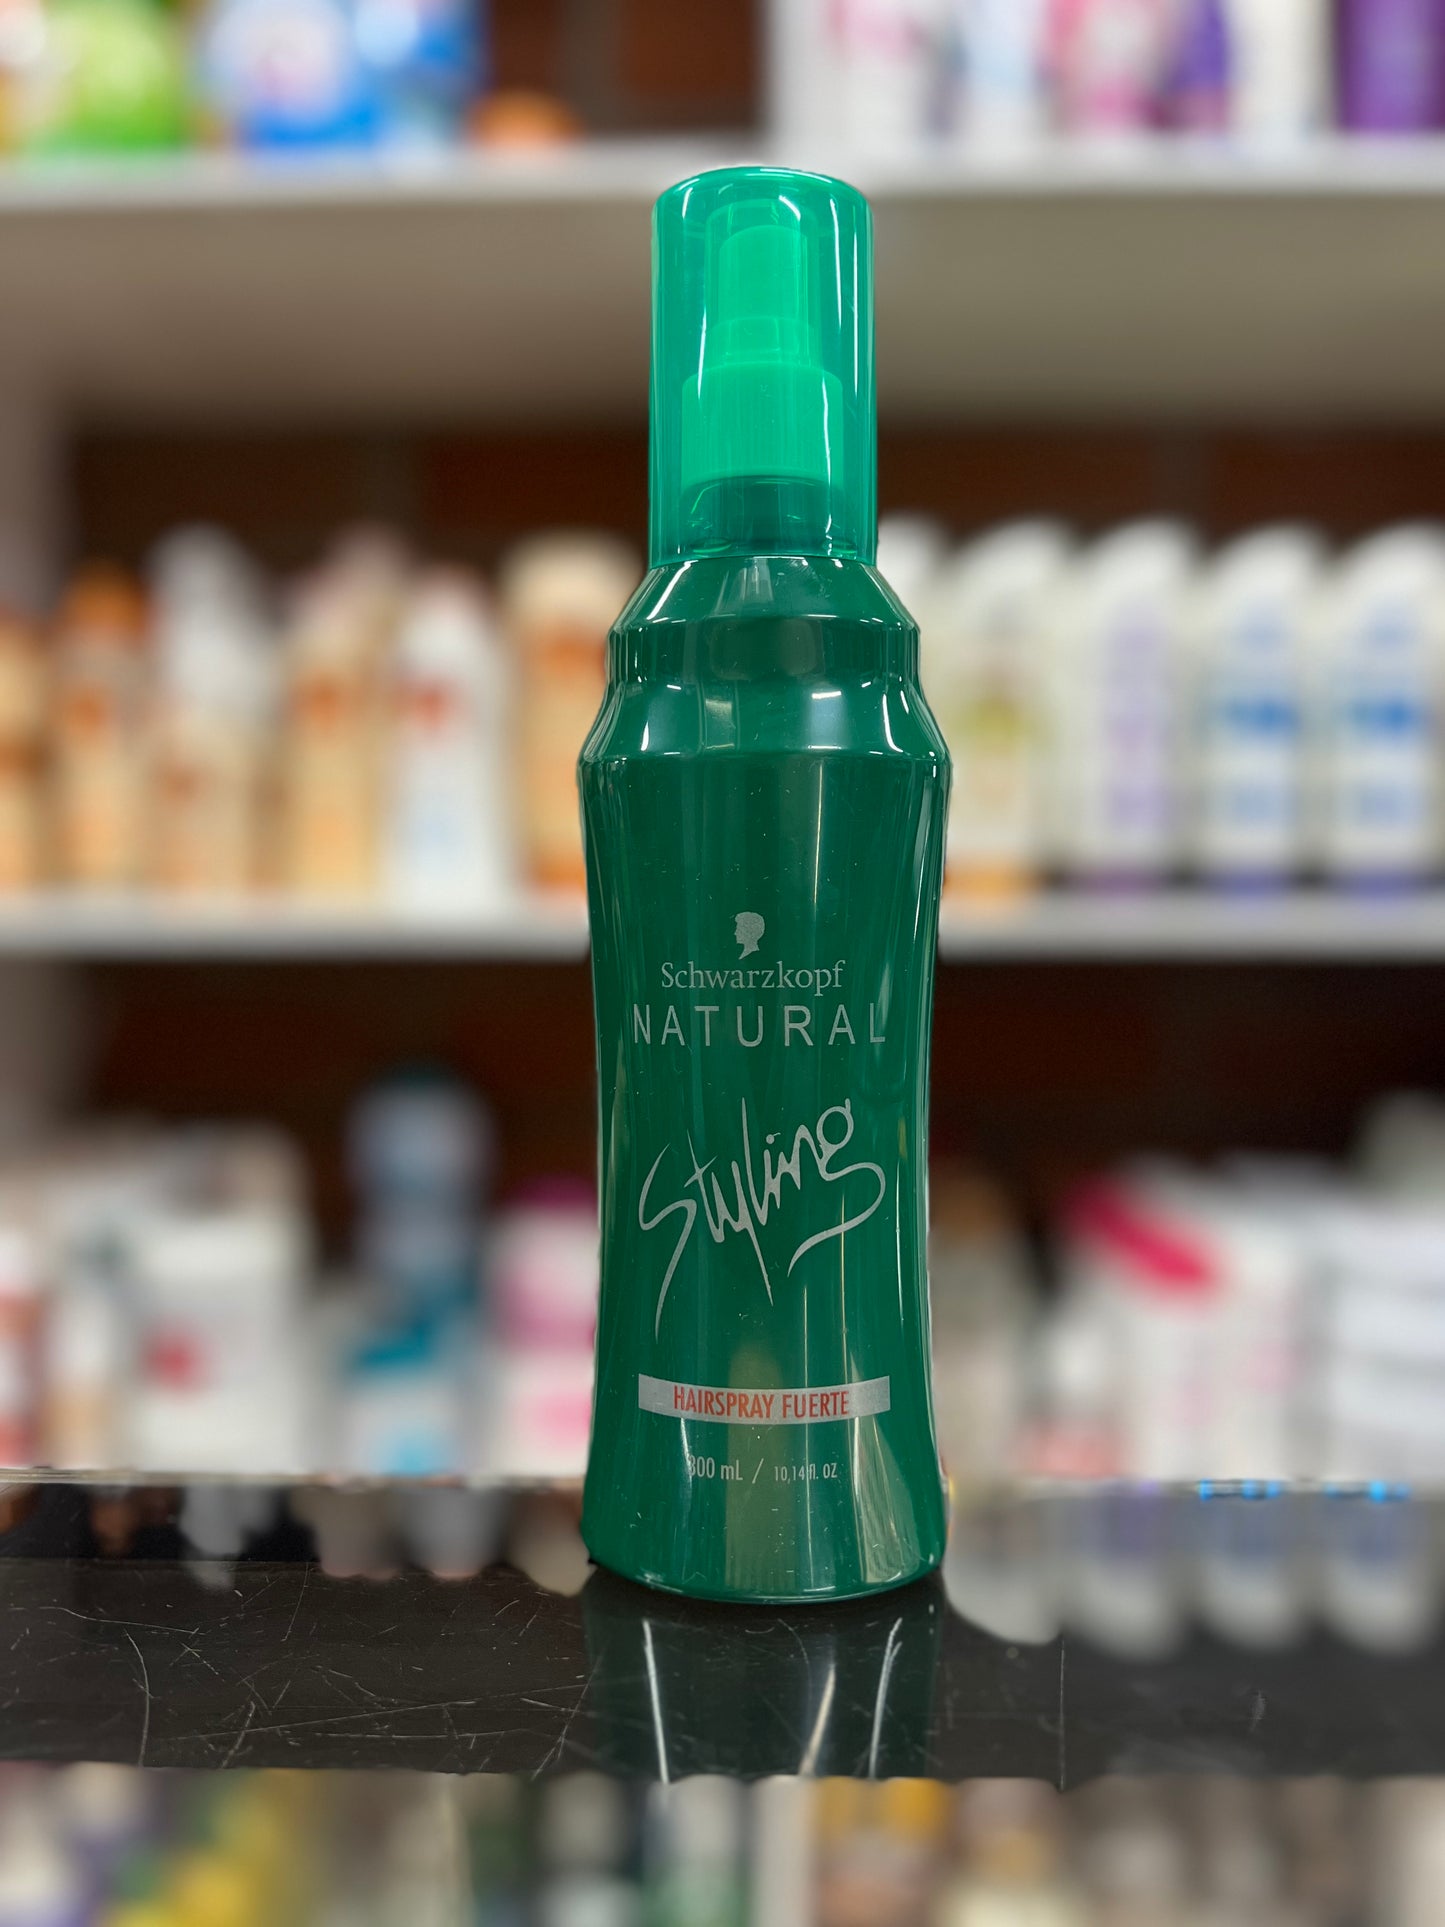 Schwarzkopf
NATURAL
Styling
HAIRSPRAY FUERTE
300 mL / 10,14 fl. oz